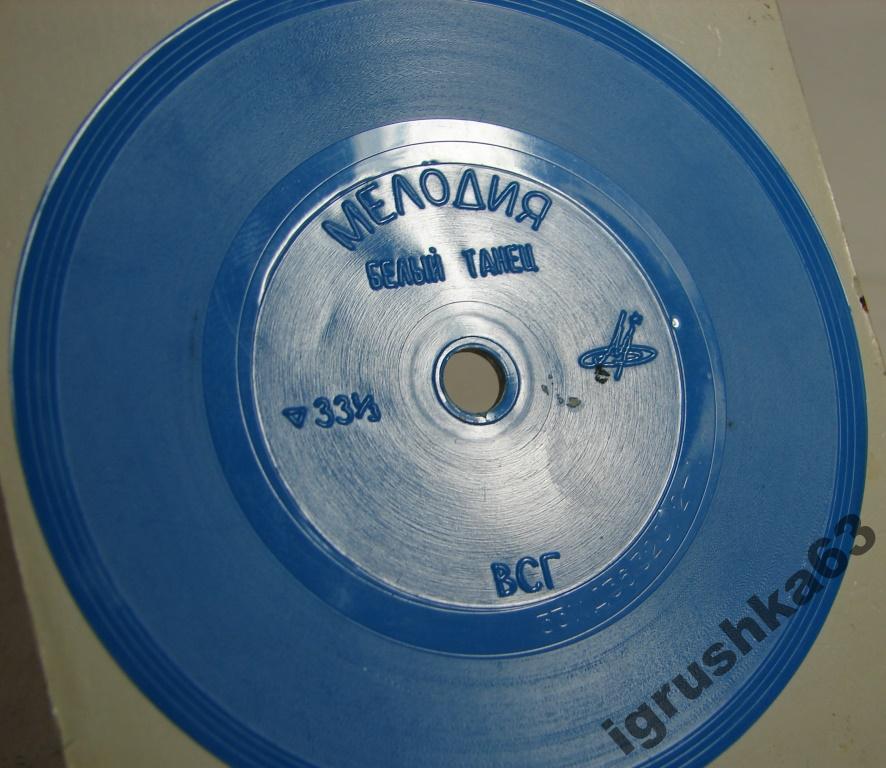 МЕЛОДИЯ
БЕЛЫЙ ТАНЕЦ
▽33⅓
ВСГ
igrushka63